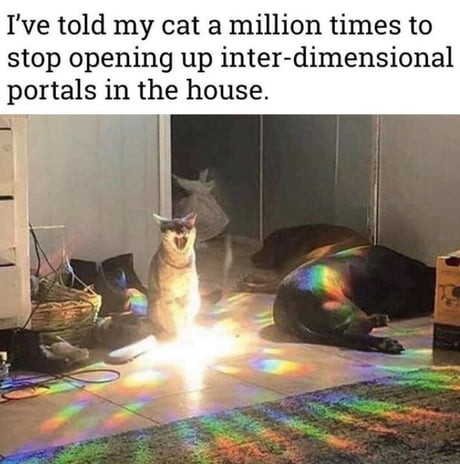 I've told my cat a million times to
stop opening up inter-dimensional
portals in the house.